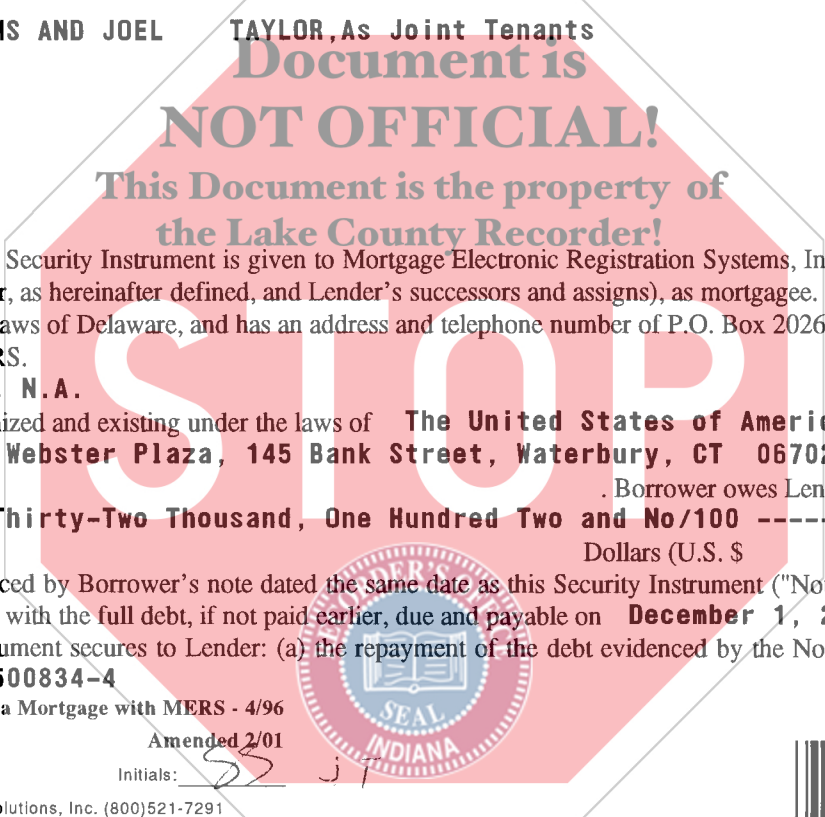 AND JOEL TAYLOR,As Joint Tenants
Document is
NOT OFFICIAL!
This Document is the property of
the Lake County Recorder!
Security Instrument is given to Mortgage Electronic Registration Systems, In
, as hereinafter defined, and Lender's successors and assigns), as mortgagee.
aws of Delaware, and has an address and telephone number of P.O. Box 2026
RS.
. N.A.
ized and existing under the laws of The United States of Ameri
Webster Plaza, 145 Bank Street, Waterbury, CT 06702
. Borrower owes Len
Thirty-Two Thousand, One Hundred Two and No/100 -----
Dollars (U.S. $
ced by Borrower's note dated the same date as this Security Instrument ("No
with the full debt, if not paid earlier, due and payable on December 1, 2
ument secures to Lender: (a) the repayment of the debt evidenced by the No
500834-4
a Mortgage with MERS - 4/96
Amended 2/01
Initials: SS JT
olutions, Inc. (800)521-7291
STOP
SEAL
INDIANA